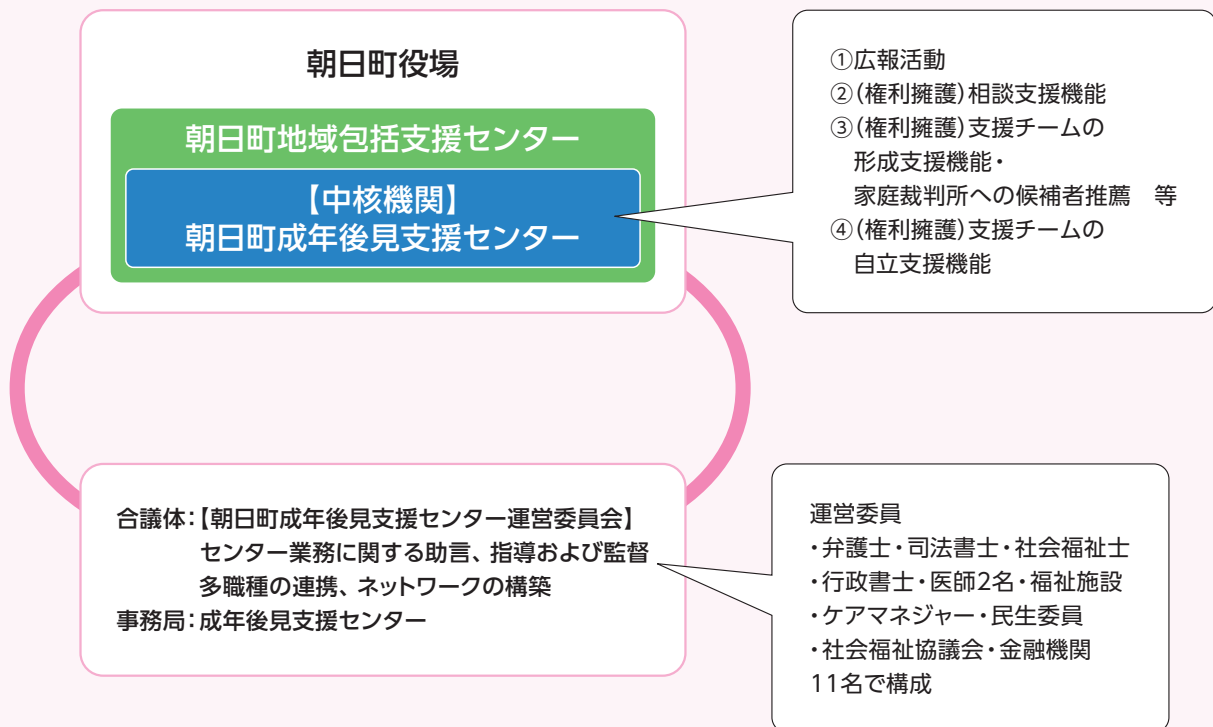 朝日町役場
朝日町地域包括支援センター
【中核機関】
朝日町成年後見支援センター
①広報活動
②(権利擁護)相談支援機能
③(権利擁護)支援チームの
形成支援機能・
家庭裁判所への候補者推薦　等
④(権利擁護)支援チームの
自立支援機能
合議体：【朝日町成年後見支援センター運営委員会】
センター業務に関する助言、指導および監督
多職種の連携、ネットワークの構築
事務局：成年後見支援センター
運営委員
・弁護士・司法書士・社会福祉士
・行政書士・医師2名・福祉施設
・ケアマネジャー・民生委員
・社会福祉協議会・金融機関
11名で構成